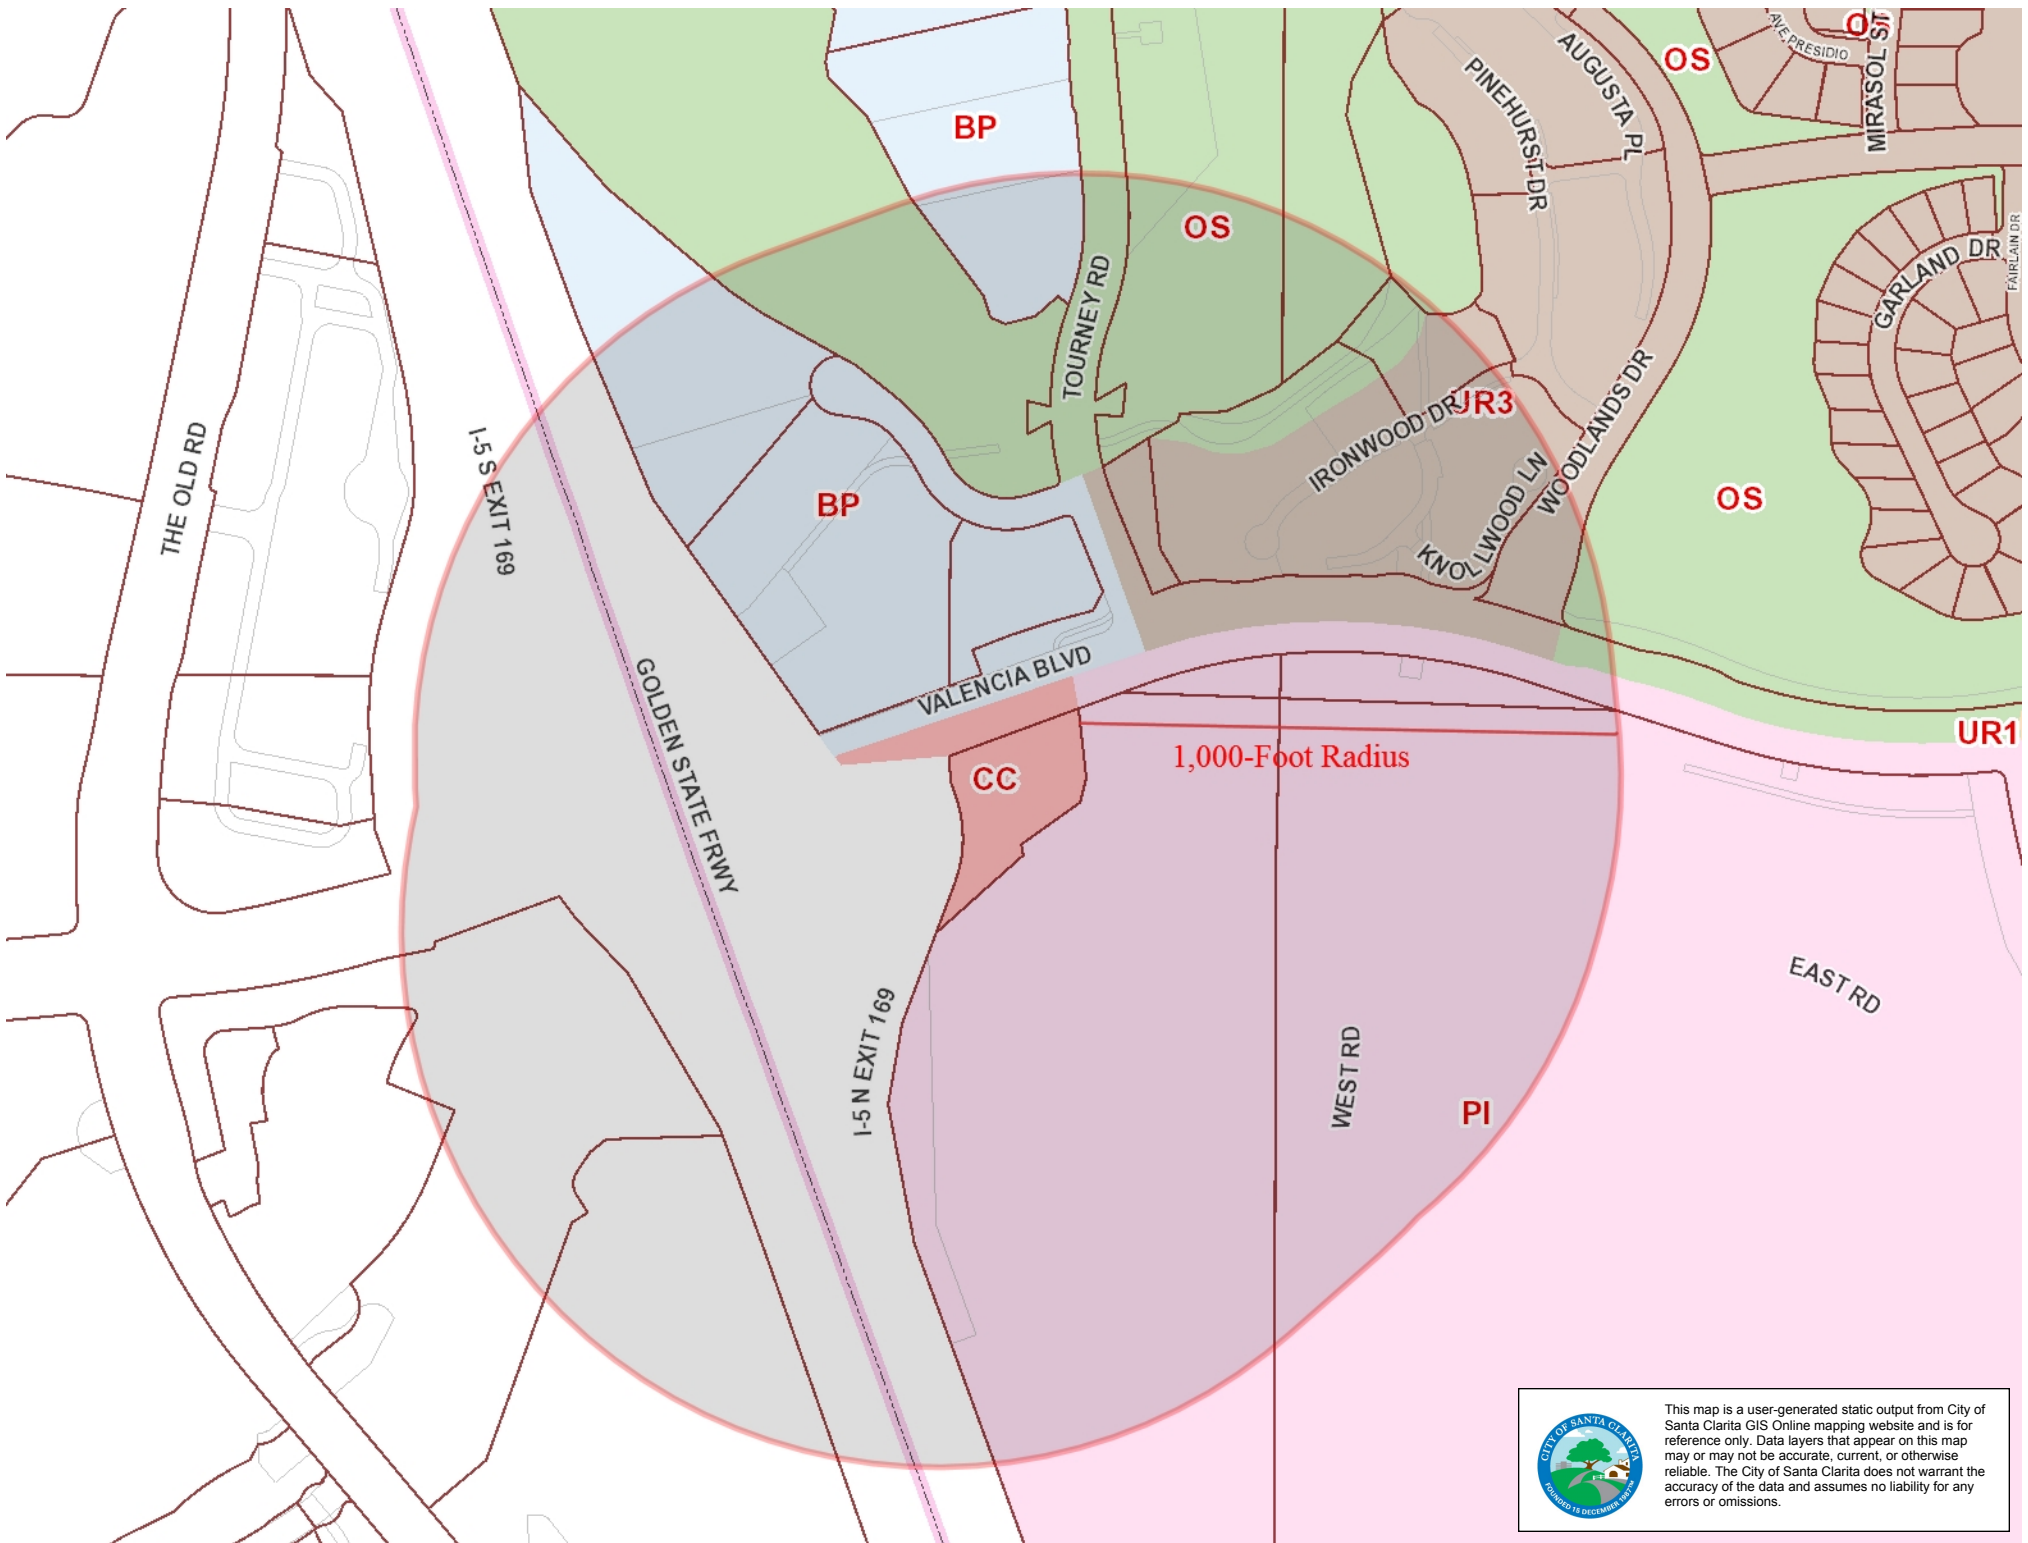 OS
AVE PRESIDIO
MIRASOL ST
OS
AUGUSTA PL
PINEHURST DR
BP
OS
GARLAND DR
FAIRLAIN DR
TOURNEY RD
UR3
IRONWOOD DR
WOODLANDS DR
THE OLD RD
I-5 S EXIT 169
BP
OS
KNOLLWOOD LN
VALENCIA BLVD
GOLDEN STATE FRWY
UR1
1,000-Foot Radius
CC
EAST RD
I-5 N EXIT 169
WEST RD
PI
CITY OF SANTA CLARITA
FOUNDED 15 DECEMBER 1987
This map is a user-generated static output from City of
Santa Clarita GIS Online mapping website and is for
reference only. Data layers that appear on this map
may or may not be accurate, current, or otherwise
reliable. The City of Santa Clarita does not warrant the
accuracy of the data and assumes no liability for any
errors or omissions.